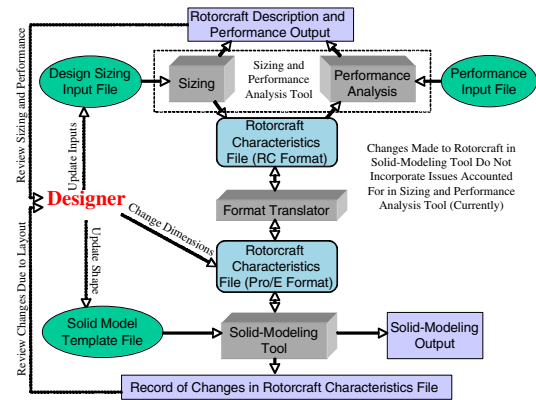 Rotorcraft Description and
Performance Output
Design Sizing
Input File
Sizing
Sizing and
Performance
Analysis Tool
Performance
Analysis
Performance
Input File
Review Sizing and Performance
Update Inputs
Rotorcraft
Characteristics
File (RC Format)
Changes Made to Rotorcraft in
Solid-Modeling Tool Do Not
Incorporate Issues Accounted
For in Sizing and Performance
Analysis Tool (Currently)
Designer
Change Dimensions
Format Translator
Update Shape
Review Changes Due to Layout
Rotorcraft
Characteristics
File (Pro/E Format)
Solid Model
Template File
Solid-Modeling
Tool
Solid-Modeling
Output
Record of Changes in Rotorcraft Characteristics File